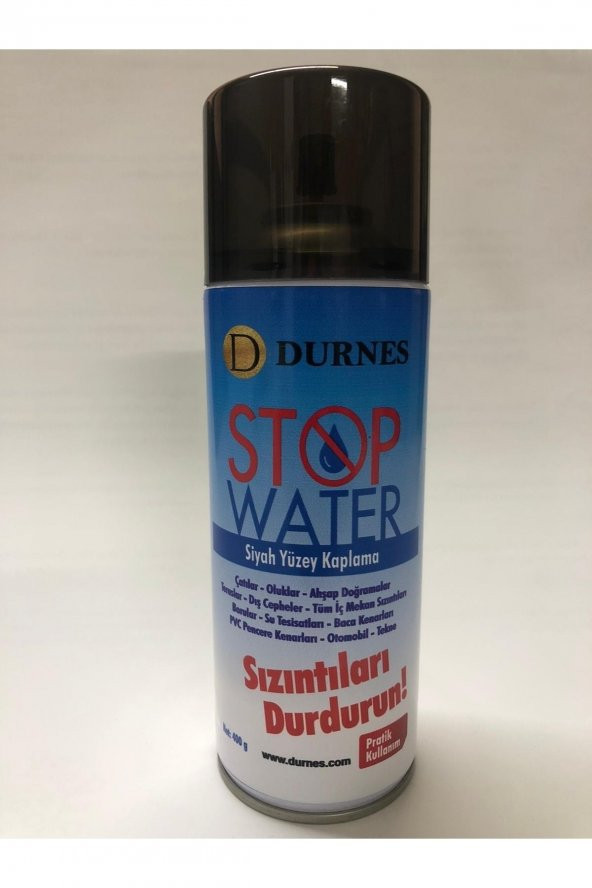 D DURNES
STOP
WATER
Siyah Yüzey Kaplama
Çatılar - Oluklar - Ahşap Doğramalar
Teraslar - Dış Cepheler - Tüm İç Mekan Sızıntıları
Borular - Su Tesisatları - Baca Kenarları
PVC Pencere Kenarları - Otomobil - Tekne
Sızıntıları
Durdurun!
Net: 400 g
Pratik
Kullanım
www.durnes.com